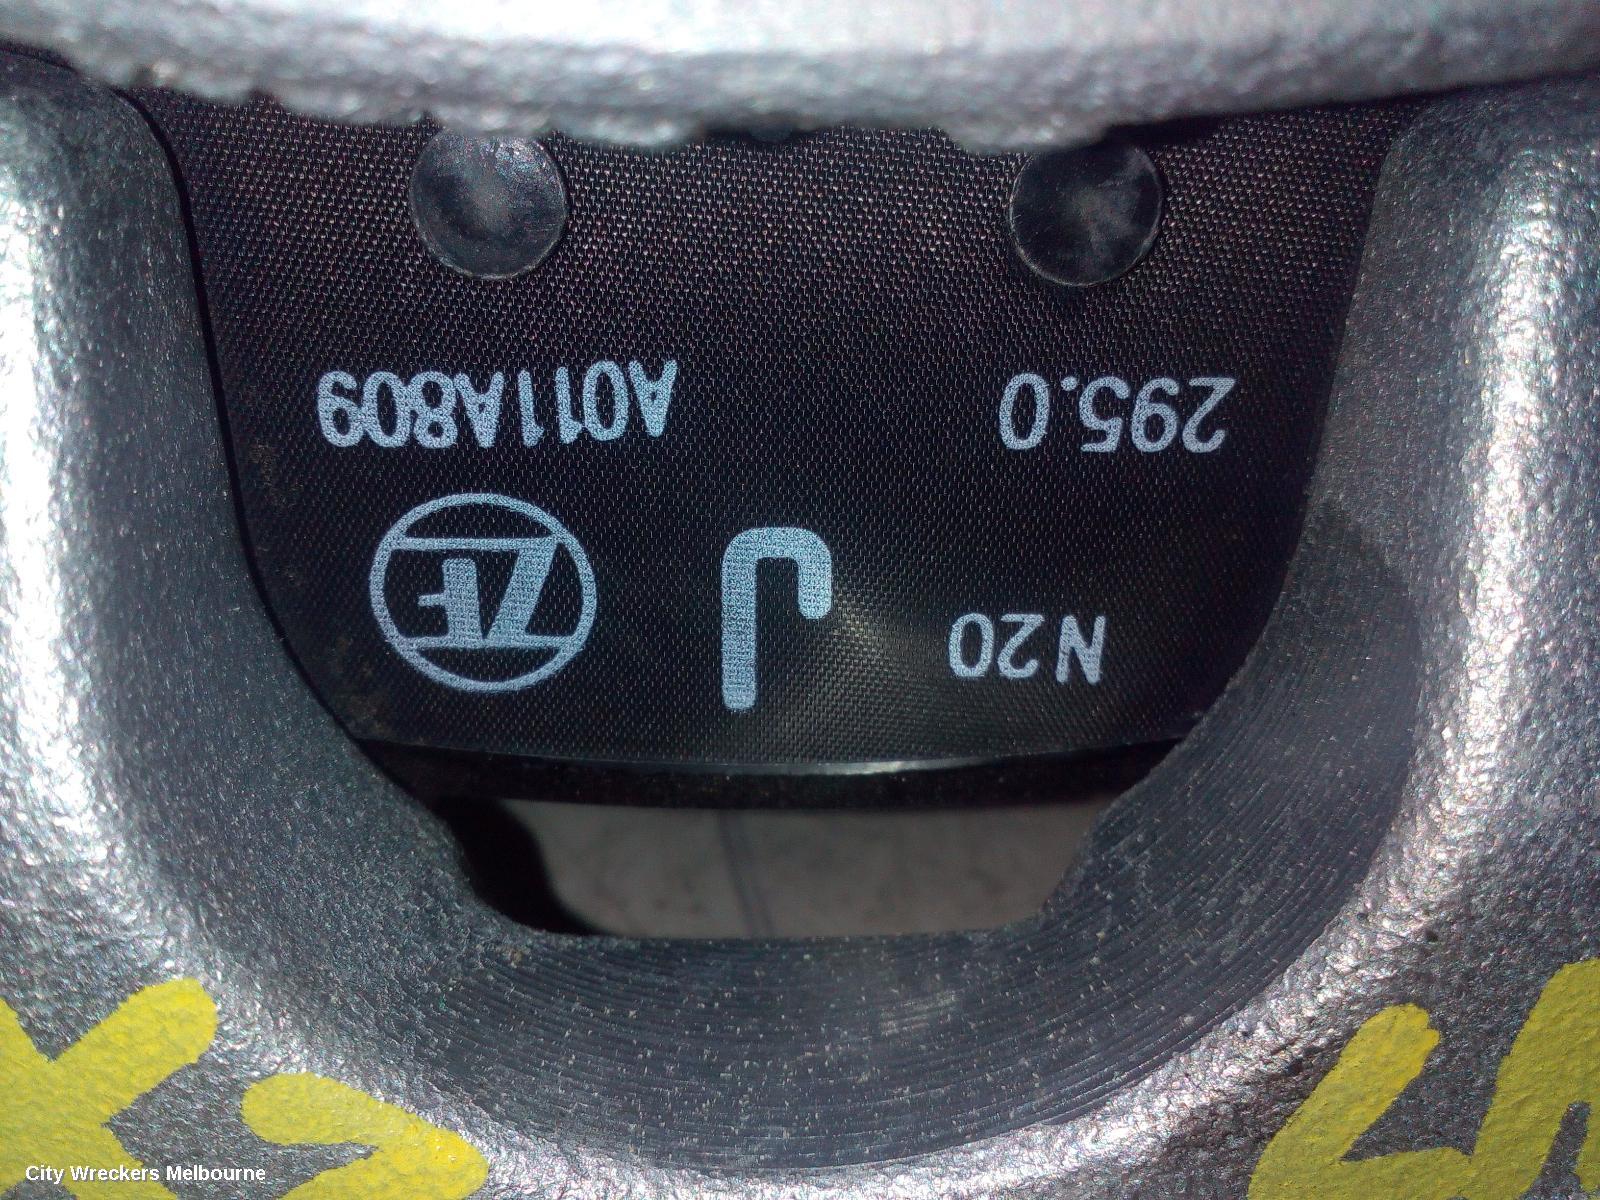 N20 J ZF
295.0 A011A809
City Wreckers Melbourne